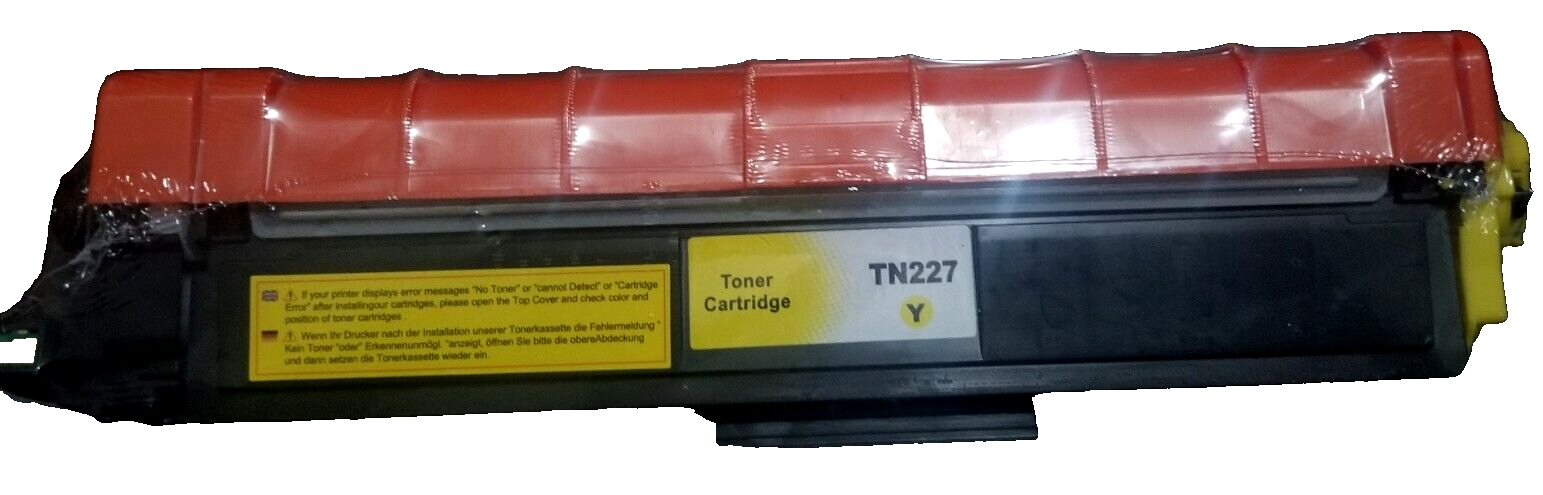 If your printer displays error messages "No Toner" or "cannot Detect" or "Cartridge
Error" after installingour cartridges, please open the Top Cover and check color and
position of toner cartridges .
Wenn Ihr Drucker nach der Installation unserer Tonerkassette die Fehlermeldung "
Kein Toner "oder" Erkennenunmögl. "anzeigt, öffnen Sie bitte die obereAbdeckung
und dann setzen die Tonerkassette wieder ein.
Toner
Cartridge
TN227
Y